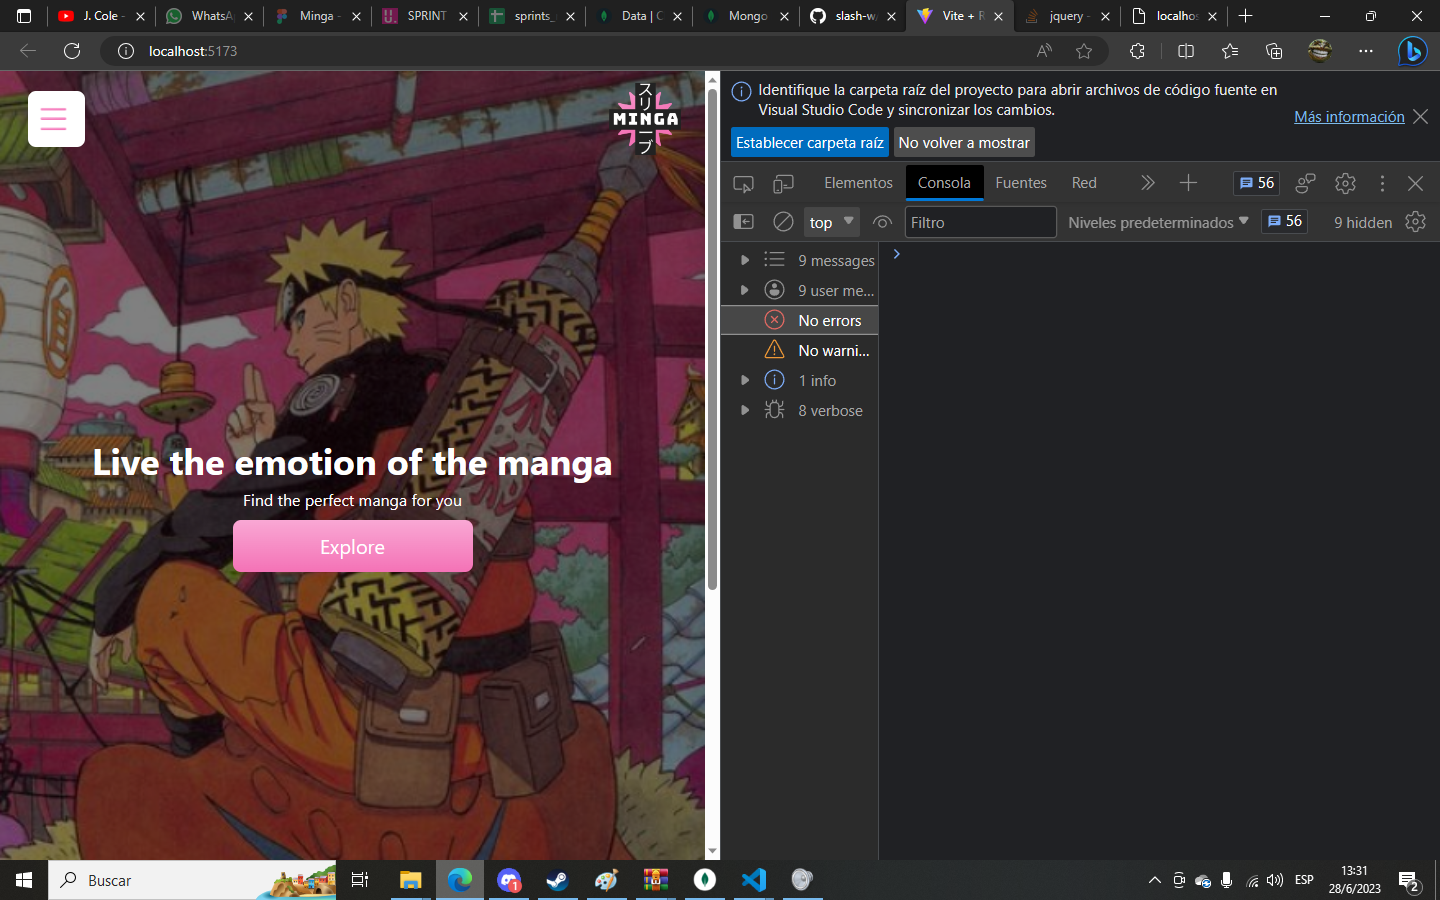 J. Cole -
WhatsA
Minga -
SPRINT
sprints_
Data | C
Mongo
slash-w
Vite + R
jquery -
localhos
localhost:5173
Identifique la carpeta raíz del proyecto para abrir archivos de código fuente en
Visual Studio Code y sincronizar los cambios.
Más información
Establecer carpeta raíz
No volver a mostrar
Elementos
Consola
Fuentes
Red
56
top
Filtro
Niveles predeterminados
56
9 hidden
9 messages
9 user me...
No errors
No warni...
1 info
8 verbose
スリ
MINGA
ーブ
Live the emotion of the manga
Find the perfect manga for you
Explore
Buscar
1
ESP
13:31
28/6/2023
2